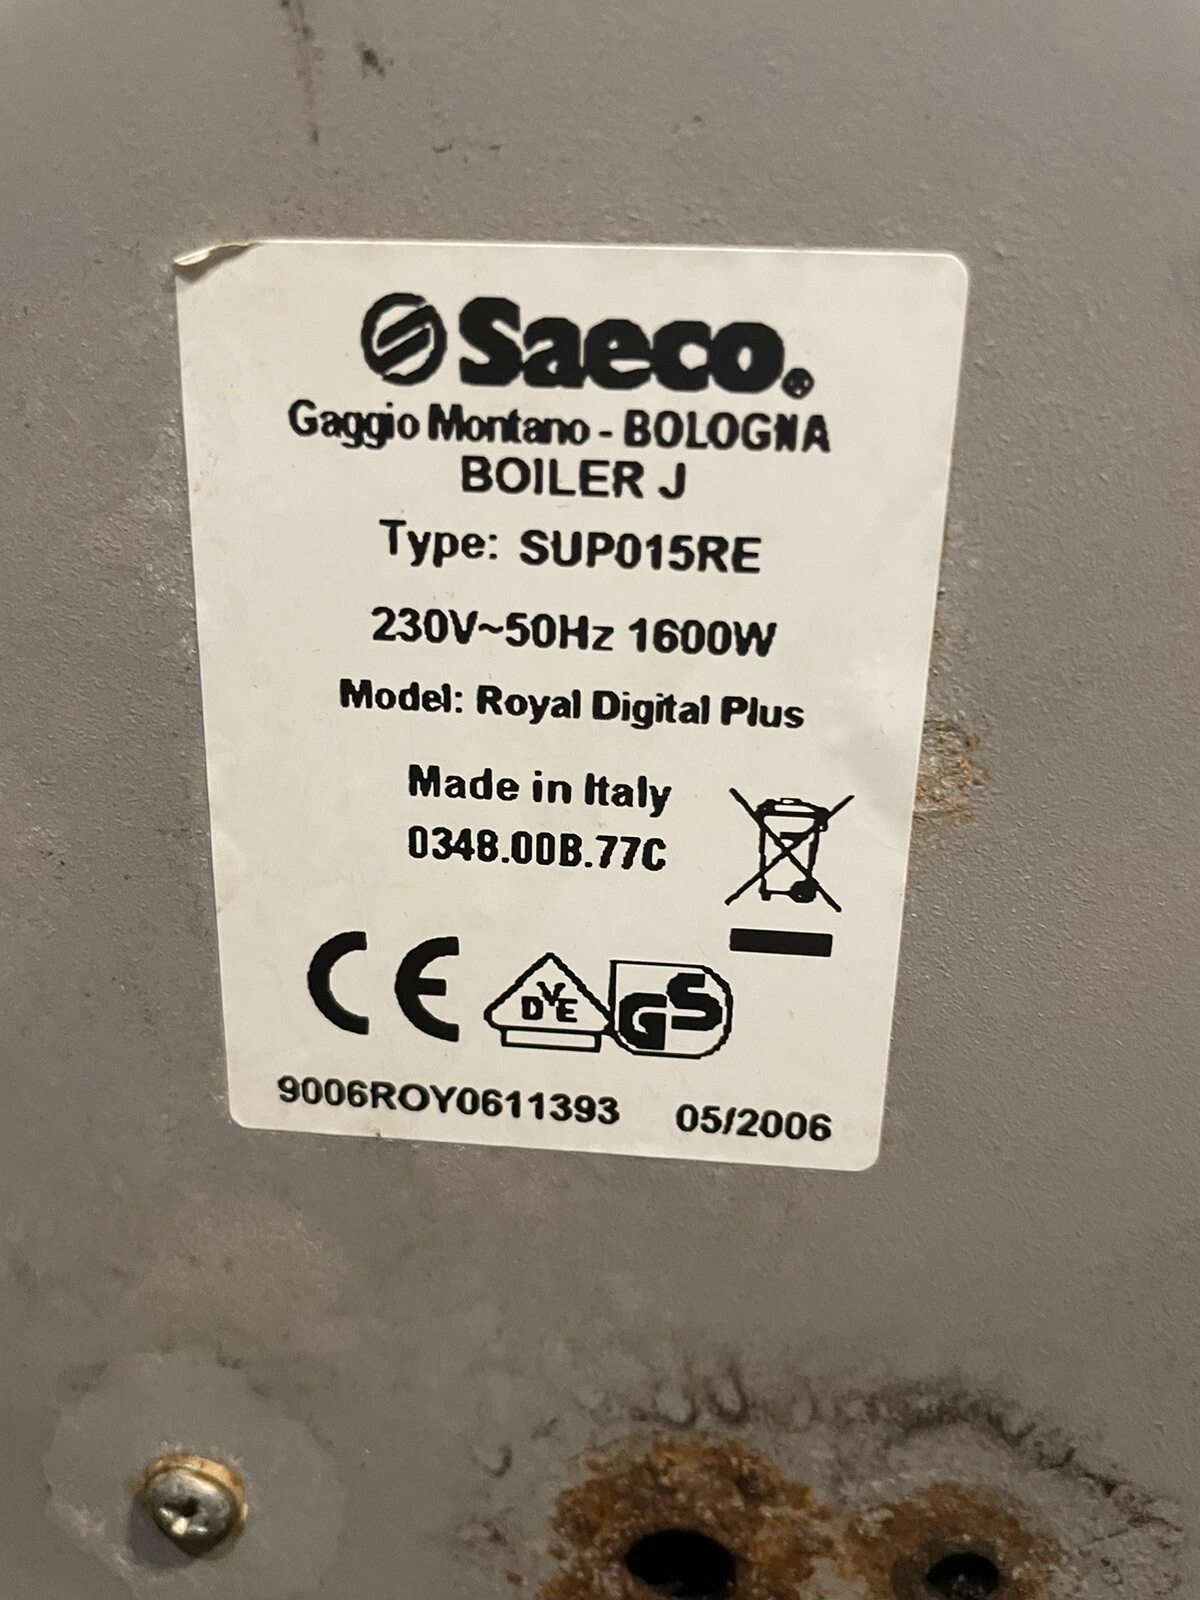 Saeco®
Gaggio Montano - BOLOGNA
BOILER J
Type: SUP015RE
230V~50Hz 1600W
Model: Royal Digital Plus
Made in Italy
0348.00B.77C
CE DVE GS
9006ROY0611393 05/2006